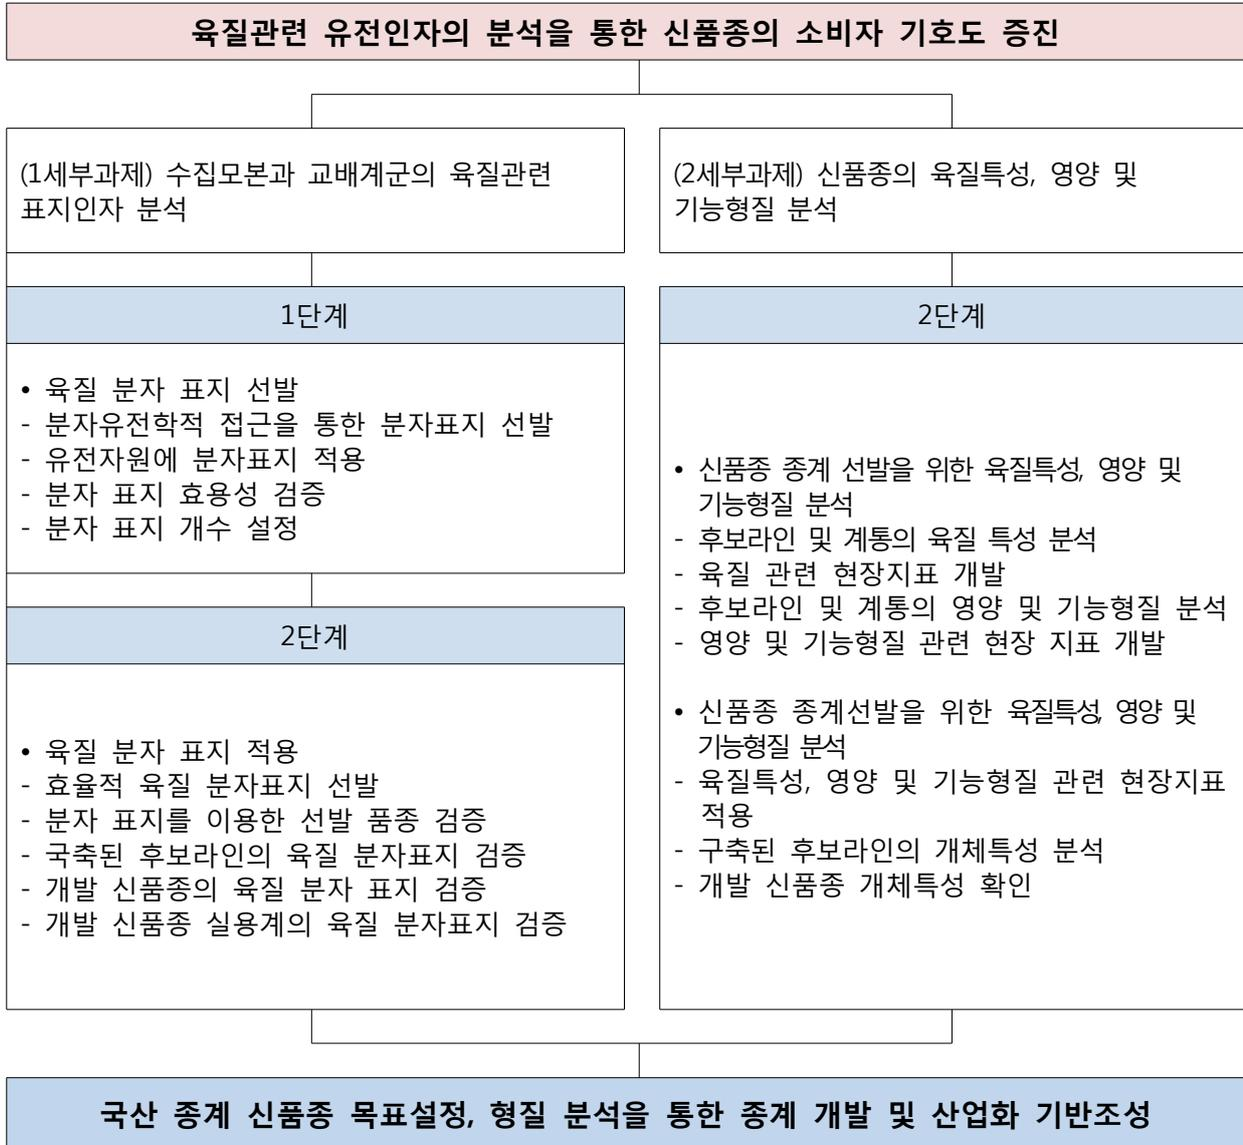 육질관련 유전인자의 분석을 통한 신품종의 소비자 기호도 증진
(1세부과제) 수집모본과 교배계군의 육질관련
표지인자 분석
1단계
• 육질 분자 표지 선발
- 분자유전학적 접근을 통한 분자표지 선발
- 유전자원에 분자표지 적용
- 분자 표지 효용성 검증
- 분자 표지 개수 설정
2단계
• 육질 분자 표지 적용
- 효율적 육질 분자표지 선발
- 분자 표지를 이용한 선발 품종 검증
- 국축된 후보라인의 육질 분자표지 검증
- 개발 신품종의 육질 분자 표지 검증
- 개발 신품종 실용계의 육질 분자표지 검증
(2세부과제) 신품종의 육질특성, 영양 및
기능형질 분석
2단계
• 신품종 종계 선발을 위한 육질특성, 영양 및
기능형질 분석
- 후보라인 및 계통의 육질 특성 분석
- 육질 관련 현장지표 개발
- 후보라인 및 계통의 영양 및 기능형질 분석
- 영양 및 기능형질 관련 현장 지표 개발
• 신품종 종계선발을 위한 육질특성, 영양 및
기능형질 분석
- 육질특성, 영양 및 기능형질 관련 현장지표
적용
- 구축된 후보라인의 개체특성 분석
- 개발 신품종 개체특성 확인
국산 종계 신품종 목표설정, 형질 분석을 통한 종계 개발 및 산업화 기반조성